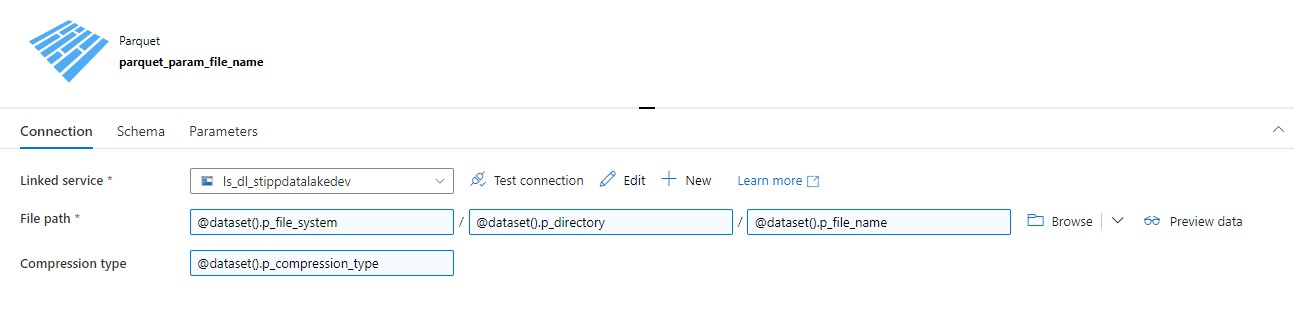 Parquet
parquet_param_file_name
Connection Schema Parameters
Linked service * ls_dl_stippdatalakedev Test connection Edit New Learn more
File path * @dataset().p_file_system / @dataset().p_directory / @dataset().p_file_name Browse Preview data
Compression type @dataset().p_compression_type